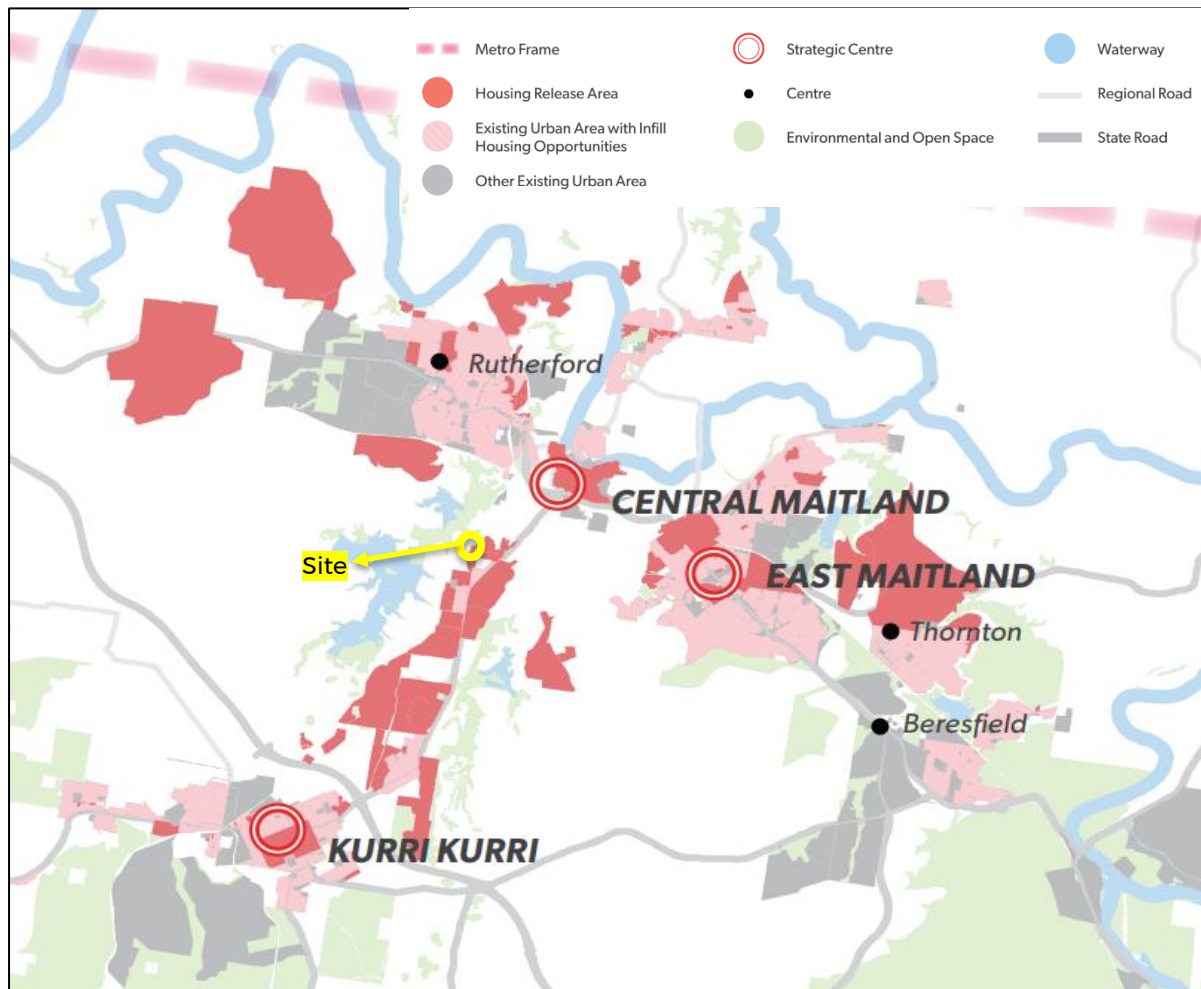 Metro Frame
Strategic Centre
Waterway
Housing Release Area
Centre
Regional Road
Existing Urban Area with Infill
Housing Opportunities
Environmental and Open Space
State Road
Other Existing Urban Area
Rutherford
CENTRAL MAITLAND
Site
EAST MAITLAND
Thornton
Beresfield
KURRI KURRI